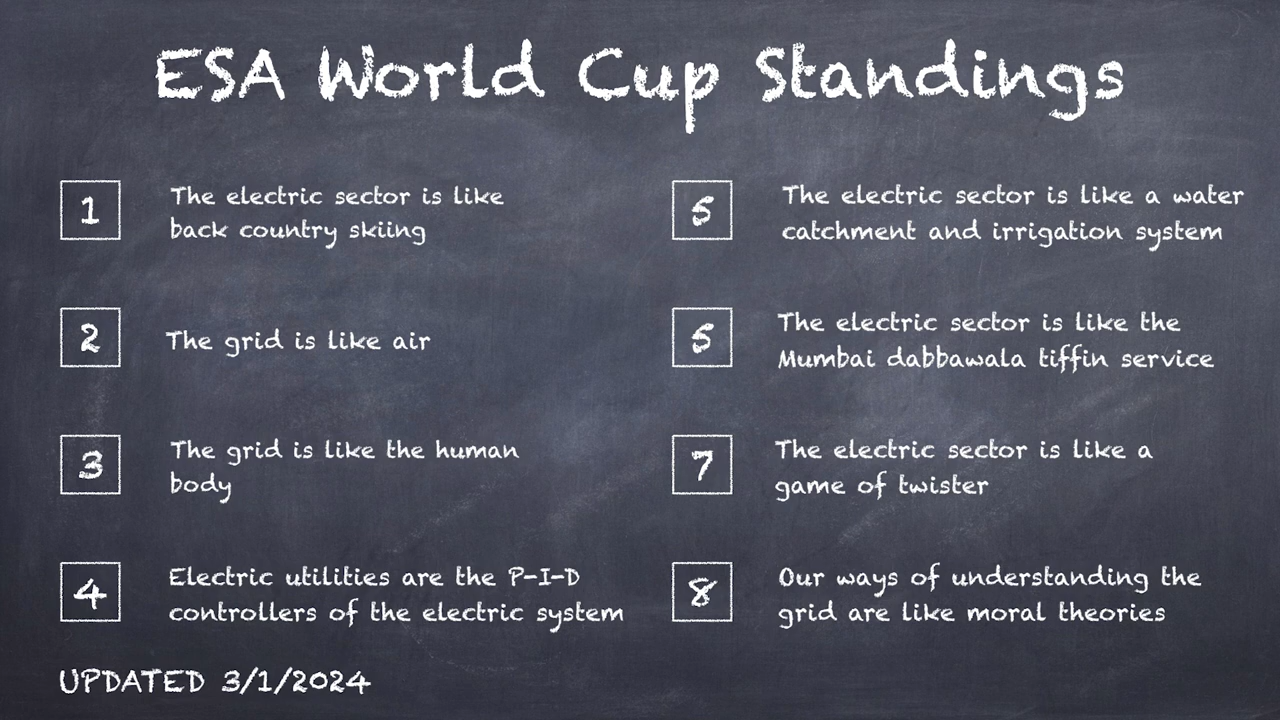 ESA World Cup Standings
1
The electric sector is like
back country skiing
2
The grid is like air
3
The grid is like the human
body
4
Electric utilities are the P-I-D
controllers of the electric system
5
The electric sector is like a water
catchment and irrigation system
5
The electric sector is like the
Mumbai dabbawala tiffin service
7
The electric sector is like a
game of twister
8
Our ways of understanding the
grid are like moral theories
UPDATED 3/1/2024